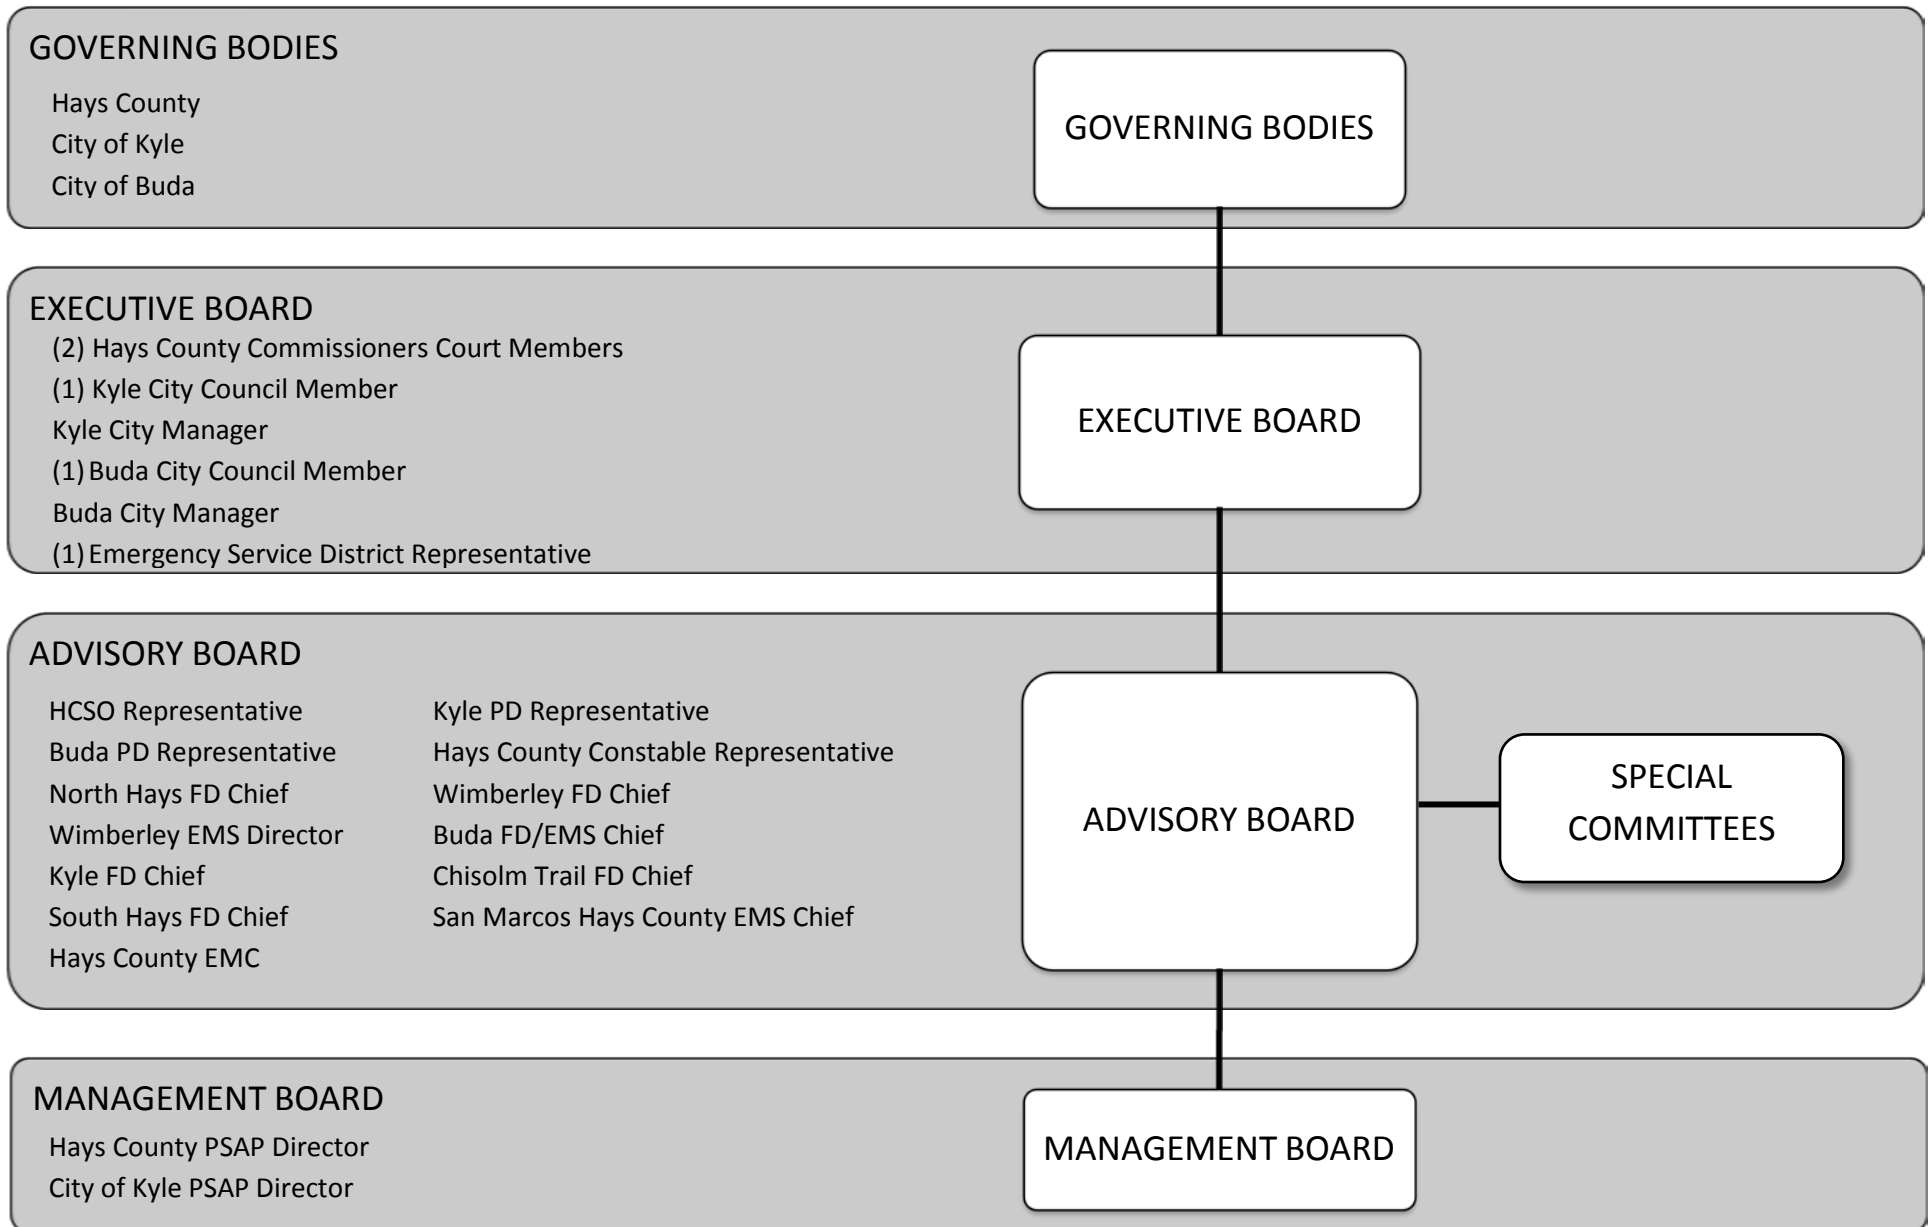 GOVERNING BODIES
Hays County
City of Kyle
City of Buda
GOVERNING BODIES
EXECUTIVE BOARD
(2) Hays County Commissioners Court Members
(1) Kyle City Council Member
Kyle City Manager
(1) Buda City Council Member
Buda City Manager
(1) Emergency Service District Representative
EXECUTIVE BOARD
ADVISORY BOARD
HCSO Representative
Buda PD Representative
North Hays FD Chief
Wimberley EMS Director
Kyle FD Chief
South Hays FD Chief
Hays County EMC
Kyle PD Representative
Hays County Constable Representative
Wimberley FD Chief
Buda FD/EMS Chief
Chisolm Trail FD Chief
San Marcos Hays County EMS Chief
ADVISORY BOARD
SPECIAL
COMMITTEES
MANAGEMENT BOARD
Hays County PSAP Director
City of Kyle PSAP Director
MANAGEMENT BOARD